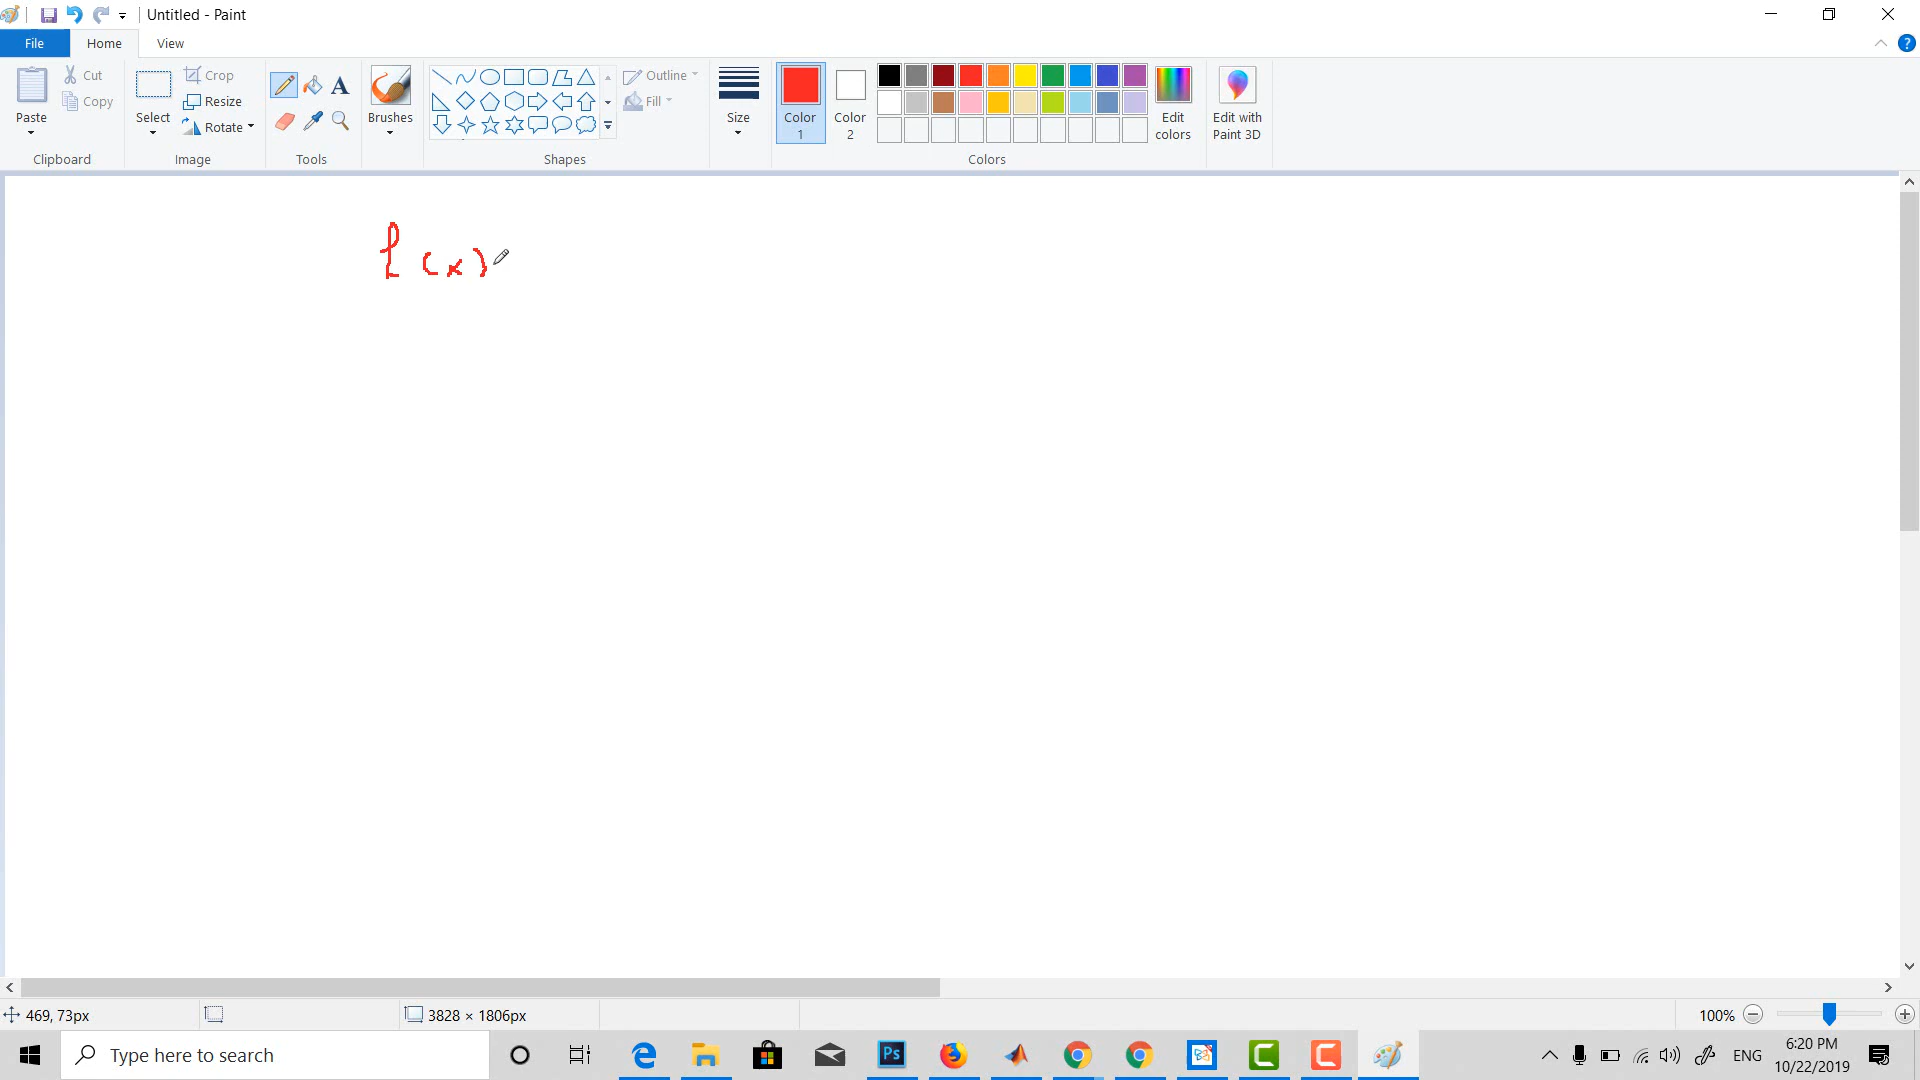 Untitled - Paint
File Home View
Paste Cut Copy Clipboard
Select Crop Resize Rotate Image
Tools
Brushes
Outline Fill Shapes
Size
Color 1 Color 2 Edit colors Colors
Edit with Paint 3D
f(x)
469, 73px 3828 × 1806px 100%
Type here to search Ps ENG 6:20 PM 10/22/2019